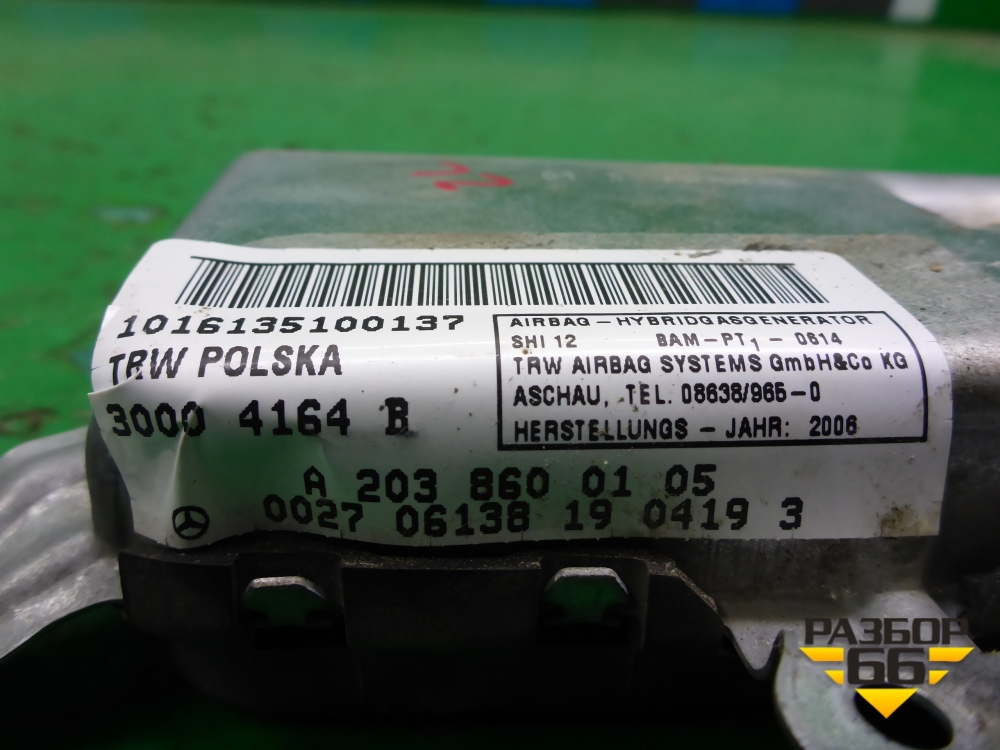 1016135100137
TRW POLSKA
3000 4164 B
AIRBAG – HYBRIDGASGENERATOR
SHI 12 BAM–PT1 – 0614
TRW AIRBAG SYSTEMS GmbH&Co KG
ASCHAU, TEL. 08638/965–0
HERSTELLUNGS – JAHR: 2006
A 203 860 01 05
0027 06138 19 0419 3
РАЗБОР
66